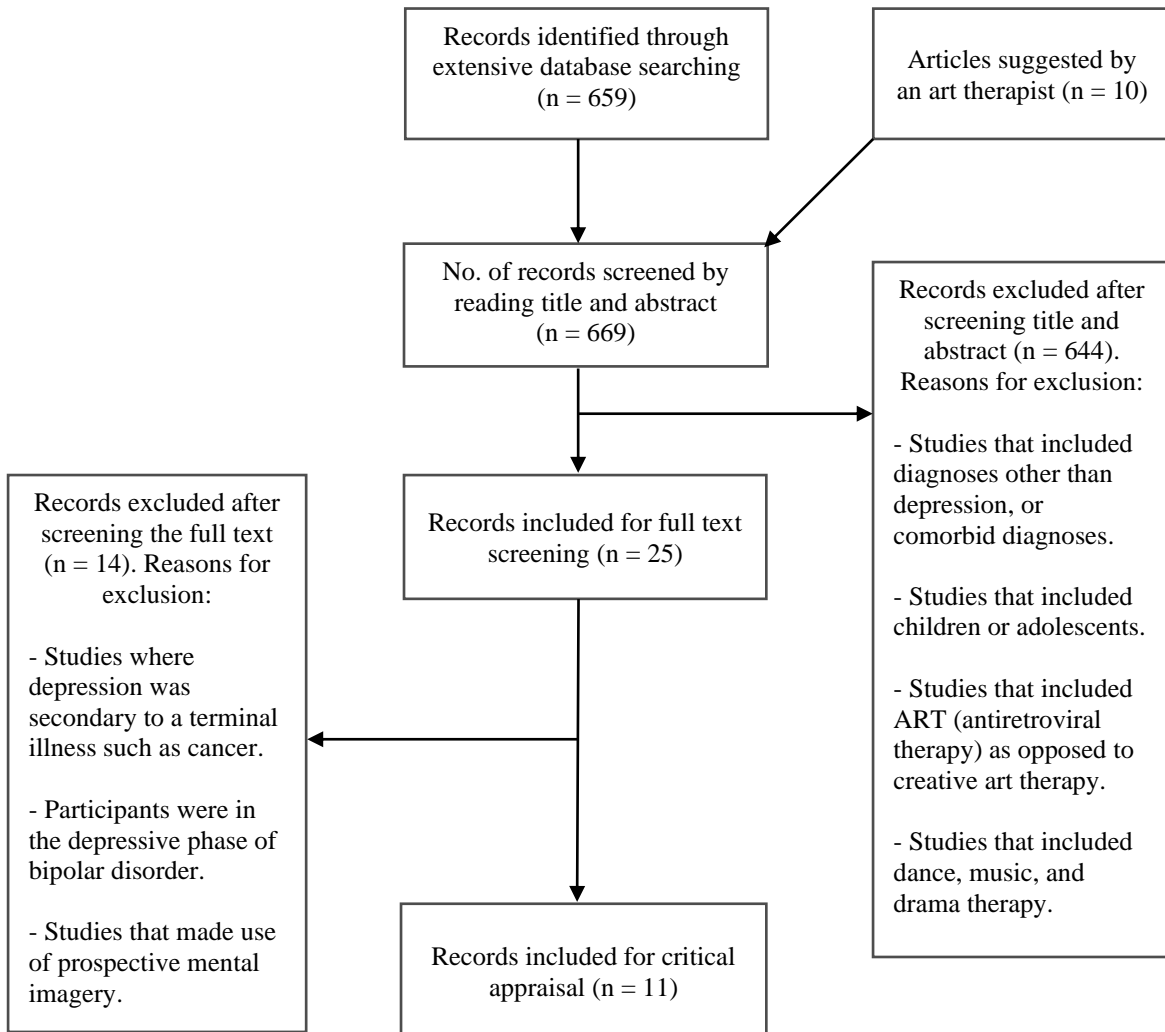 Records identified through
extensive database searching
(n = 659)
Articles suggested by
an art therapist (n = 10)
No. of records screened by
reading title and abstract
(n = 669)
Records excluded after
screening title and
abstract (n = 644).
Reasons for exclusion:
- Studies that included
diagnoses other than
depression, or
comorbid diagnoses.
- Studies that included
children or adolescents.
- Studies that included
ART (antiretroviral
therapy) as opposed to
creative art therapy.
- Studies that included
dance, music, and
drama therapy.
Records included for full text
screening (n = 25)
Records excluded after
screening the full text
(n = 14). Reasons for
exclusion:
- Studies where
depression was
secondary to a terminal
illness such as cancer.
- Participants were in
the depressive phase of
bipolar disorder.
- Studies that made use
of prospective mental
imagery.
Records included for critical
appraisal (n = 11)